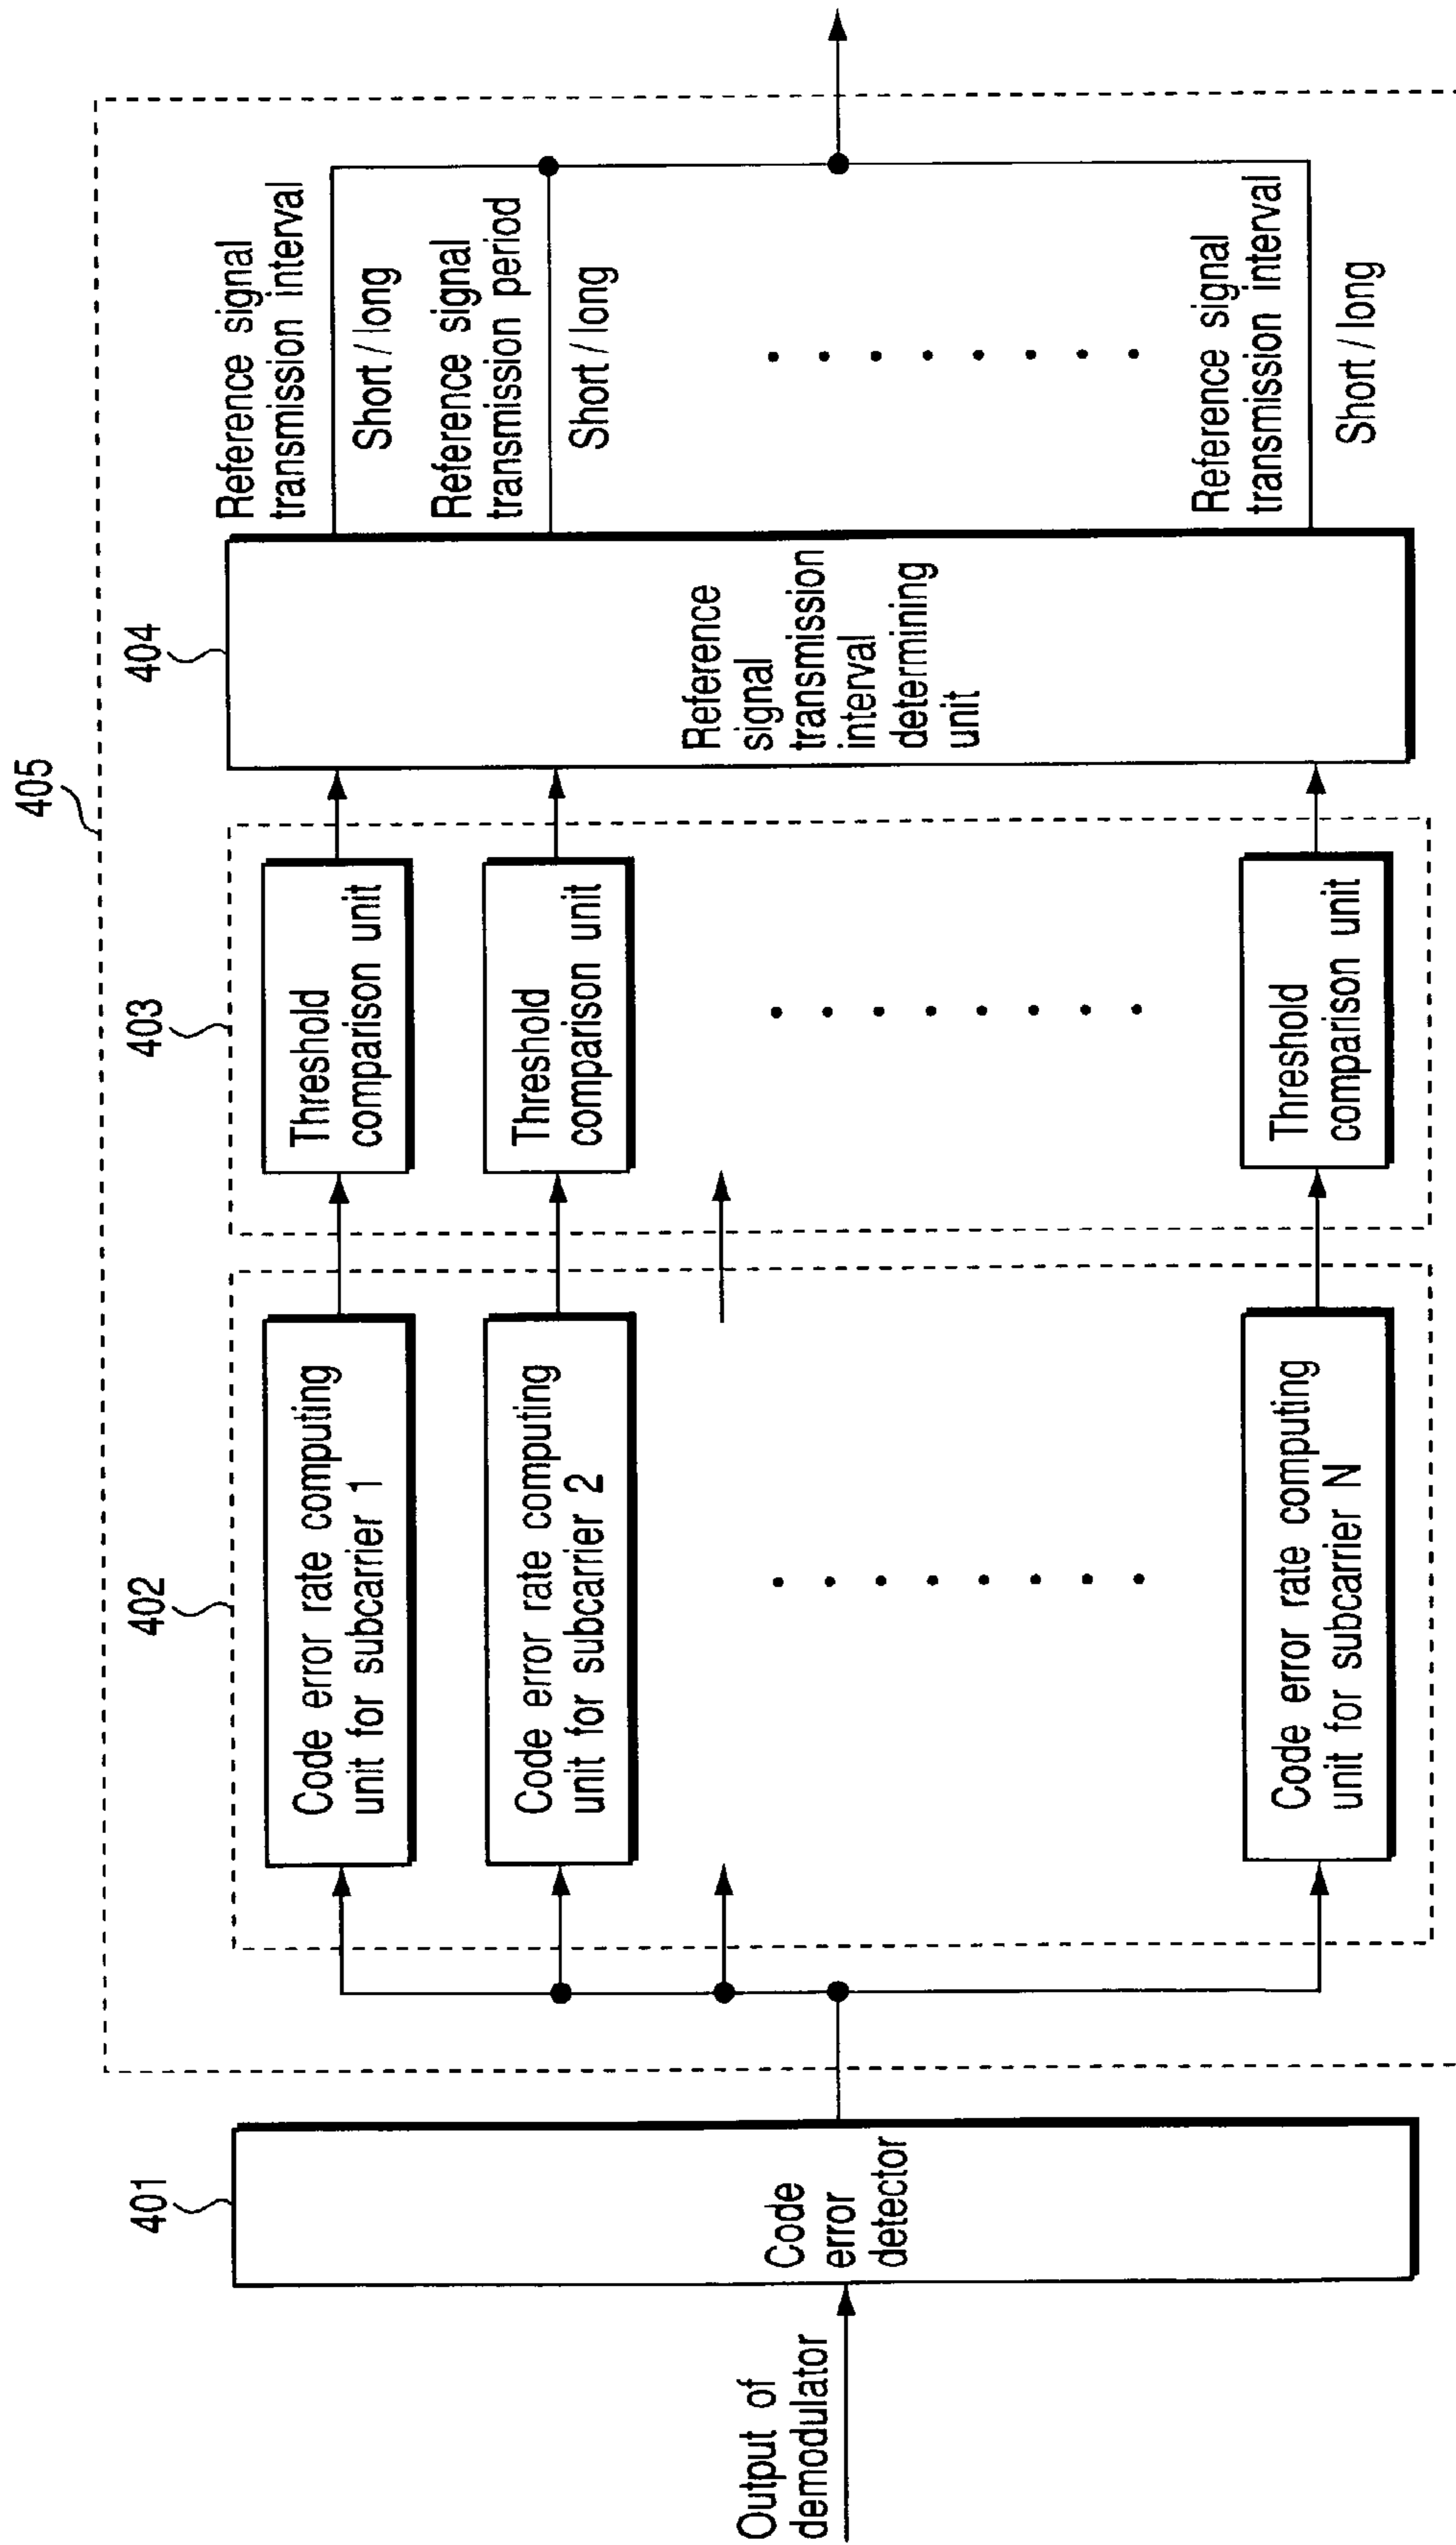 405
401
402
403
404
Output of
demodulator
Code
error
detector
Code error rate computing
unit for subcarrier 1
Code error rate computing
unit for subcarrier 2
Code error rate computing
unit for subcarrier N
Threshold
comparison unit
Threshold
comparison unit
Threshold
comparison unit
Reference
signal
transmission
interval
determining
unit
Reference signal
transmission interval
Short / long
Reference signal
transmission period
Short / long
Reference signal
transmission interval
Short / long